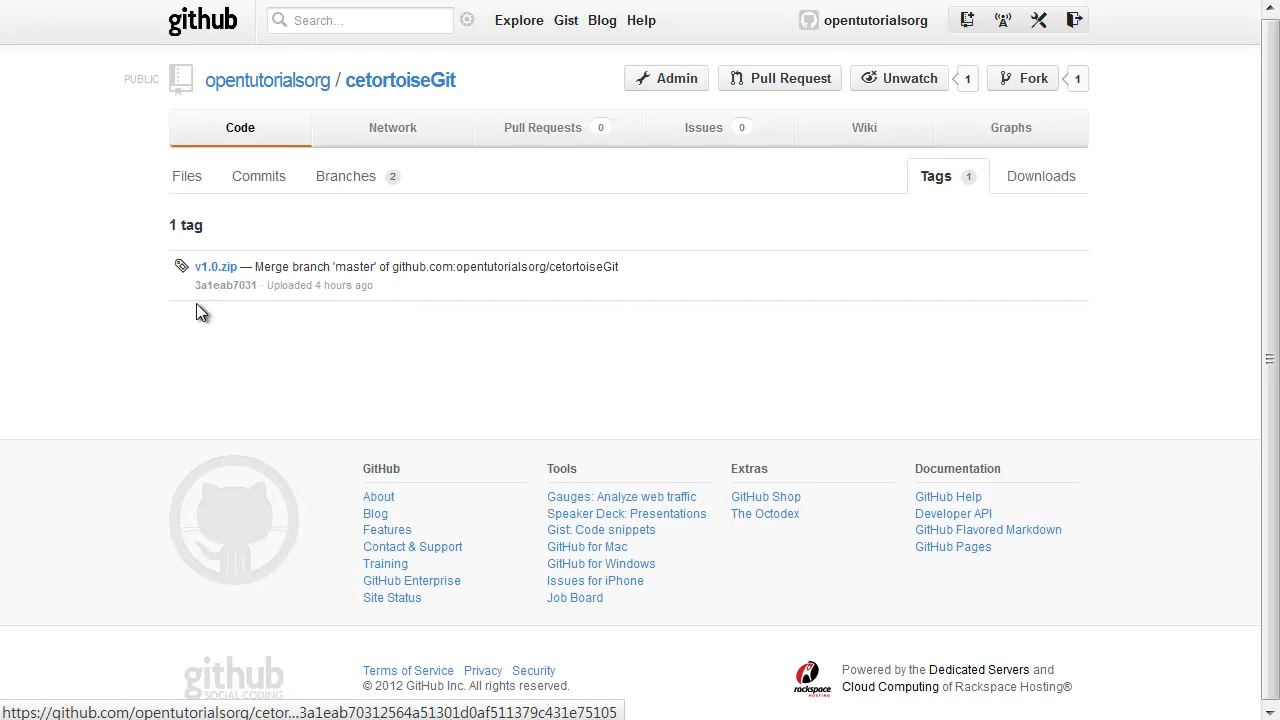 github
Search...
Explore Gist Blog Help
opentutorialsorg
PUBLIC
opentutorialsorg / cetortoiseGit
Admin
Pull Request
Unwatch 1
Fork 1
Code
Network
Pull Requests 0
Issues 0
Wiki
Graphs
Files
Commits
Branches 2
Tags 1
Downloads
1 tag
v1.0.zip — Merge branch 'master' of github.com:opentutorialsorg/cetortoiseGit
3a1eab7031 · Uploaded 4 hours ago
GitHub
About
Blog
Features
Contact & Support
Training
GitHub Enterprise
Site Status
Tools
Gauges: Analyze web traffic
Speaker Deck: Presentations
Gist: Code snippets
GitHub for Mac
GitHub for Windows
Issues for iPhone
Job Board
Extras
GitHub Shop
The Octodex
Documentation
GitHub Help
Developer API
GitHub Flavored Markdown
GitHub Pages
github
SOCIAL CODING
Terms of Service Privacy Security
© 2012 GitHub Inc. All rights reserved.
rackspace
HOSTING
Powered by the Dedicated Servers and
Cloud Computing of Rackspace Hosting®
https://github.com/opentutorialsorg/cetor...3a1eab70312564a51301d0af511379c431e75105